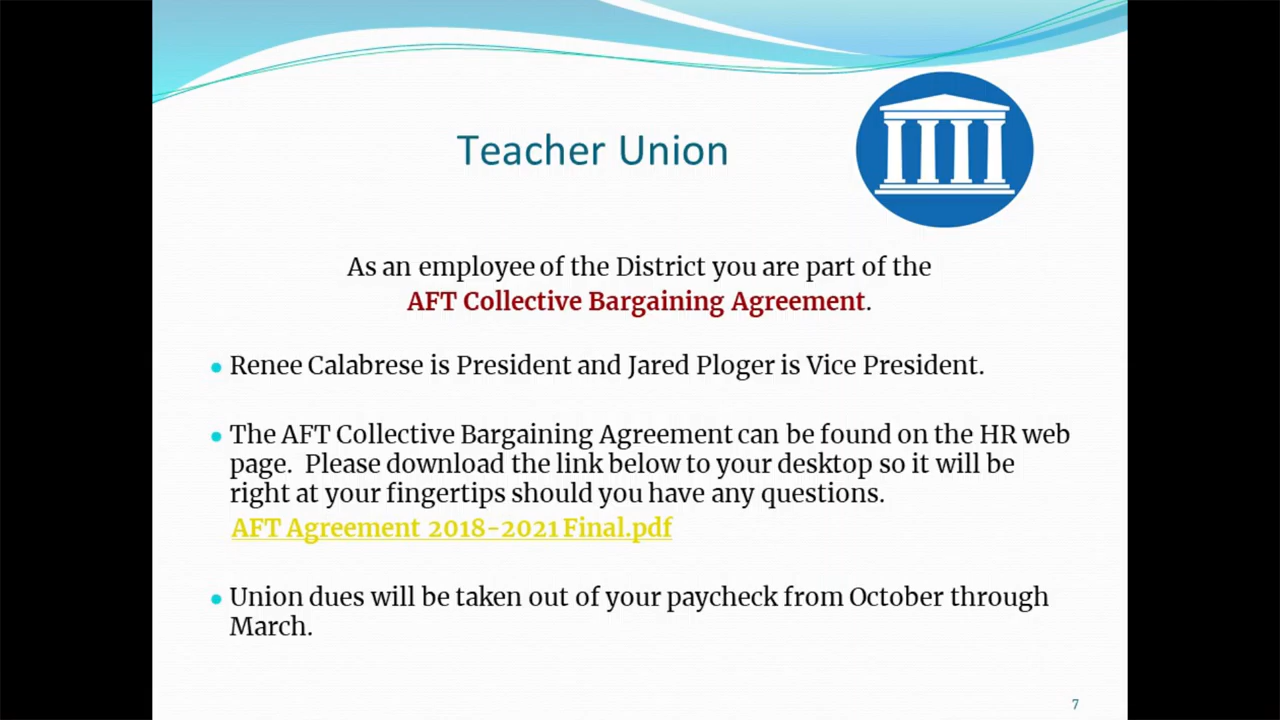 Teacher Union
As an employee of the District you are part of the
AFT Collective Bargaining Agreement.
• Renee Calabrese is President and Jared Ploger is Vice President.
• The AFT Collective Bargaining Agreement can be found on the HR web
page.  Please download the link below to your desktop so it will be
right at your fingertips should you have any questions.
AFT Agreement 2018-2021 Final.pdf
• Union dues will be taken out of your paycheck from October through
March.
7